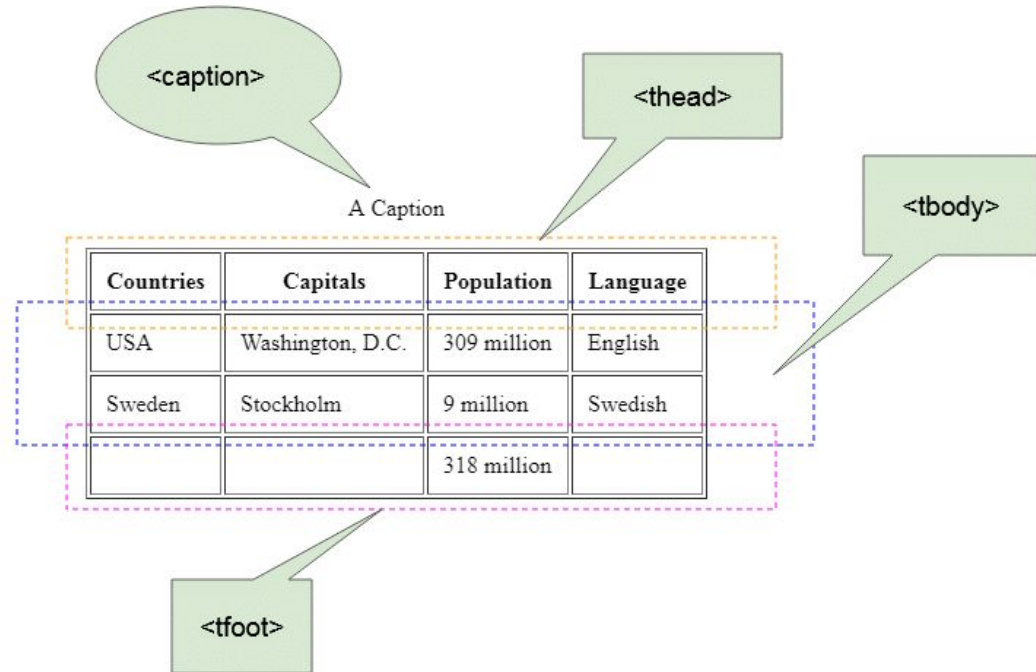 <caption>
<thead>
<tbody>
A Caption
Countries Capitals Population Language
USA Washington, D.C. 309 million English
Sweden Stockholm 9 million Swedish
318 million
<tfoot>